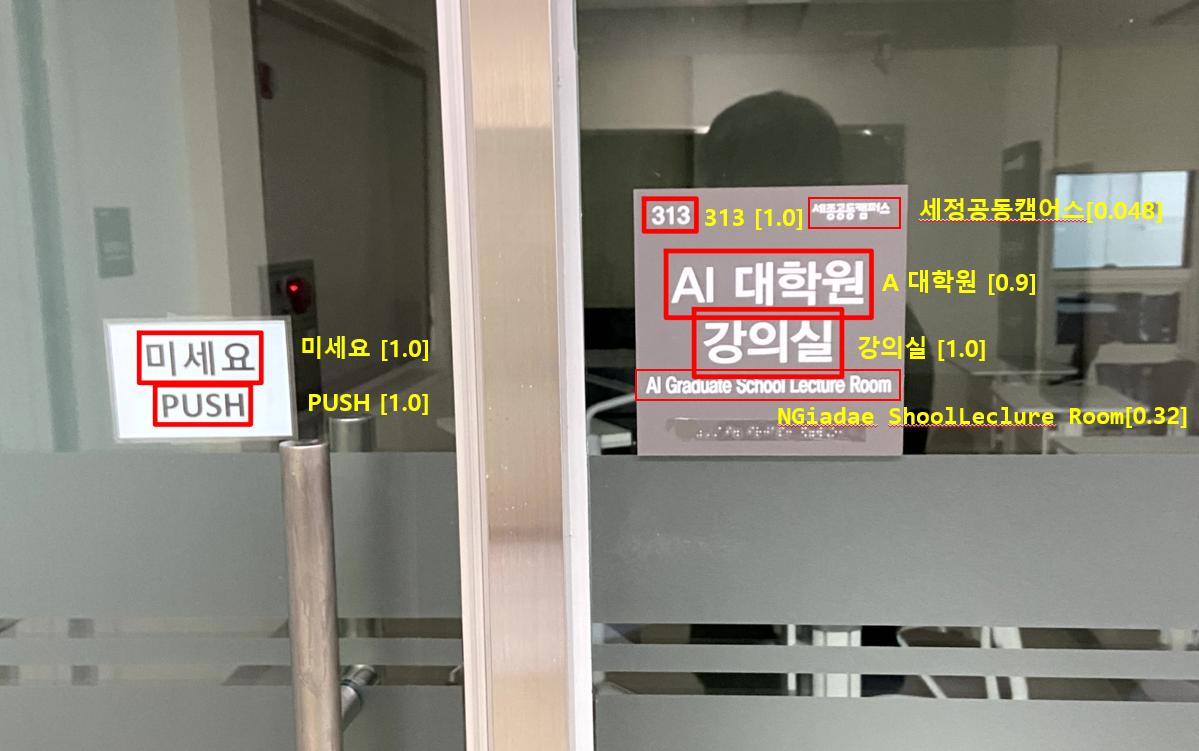 미세요
미세요 [1.0]
PUSH
PUSH [1.0]
313
313 [1.0]
세종공동캠퍼스
세정공동캠어스[0.048]
AI 대학원
A 대학원 [0.9]
강의실
강의실 [1.0]
AI Graduate School Lecture Room
NGiadae ShoolLeclure Room[0.32]